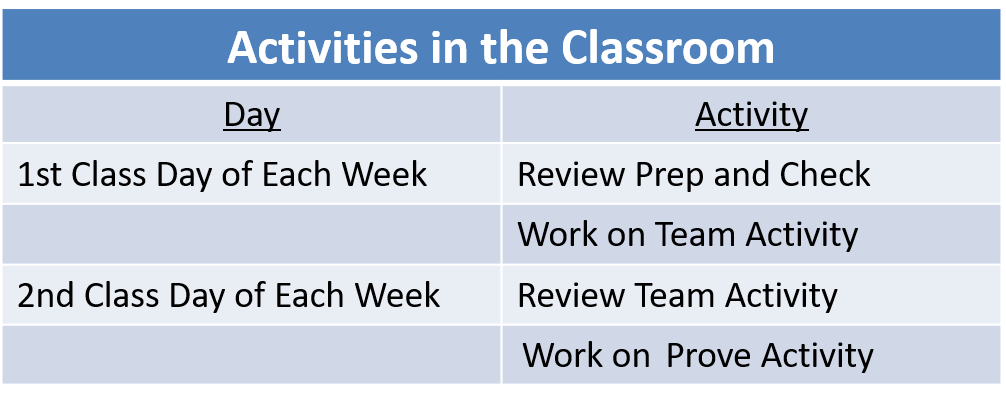 Activities in the Classroom
Day Activity
1st Class Day of Each Week Review Prep and Check
Work on Team Activity
2nd Class Day of Each Week Review Team Activity
Work on Prove Activity